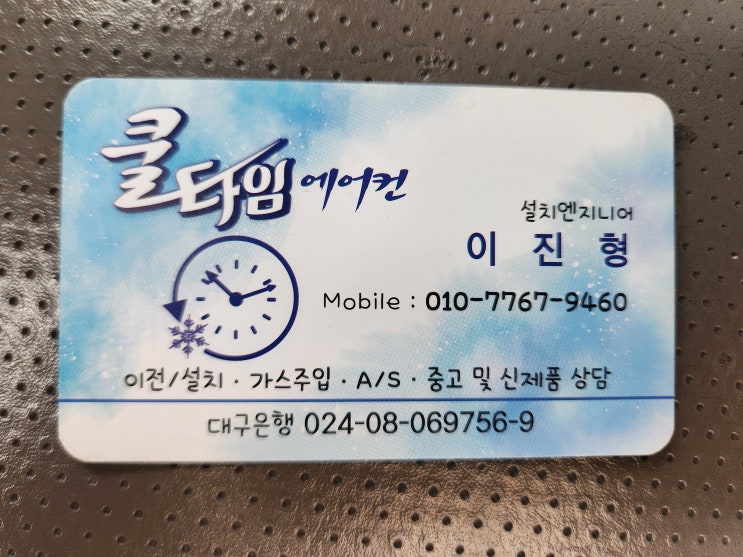 쿨타임 에어컨
설치엔지니어
이 진 형
Mobile : 010-7767-9460
이전/설치 · 가스주입 · A/S · 중고 및 신제품 상담
대구은행 024-08-069756-9